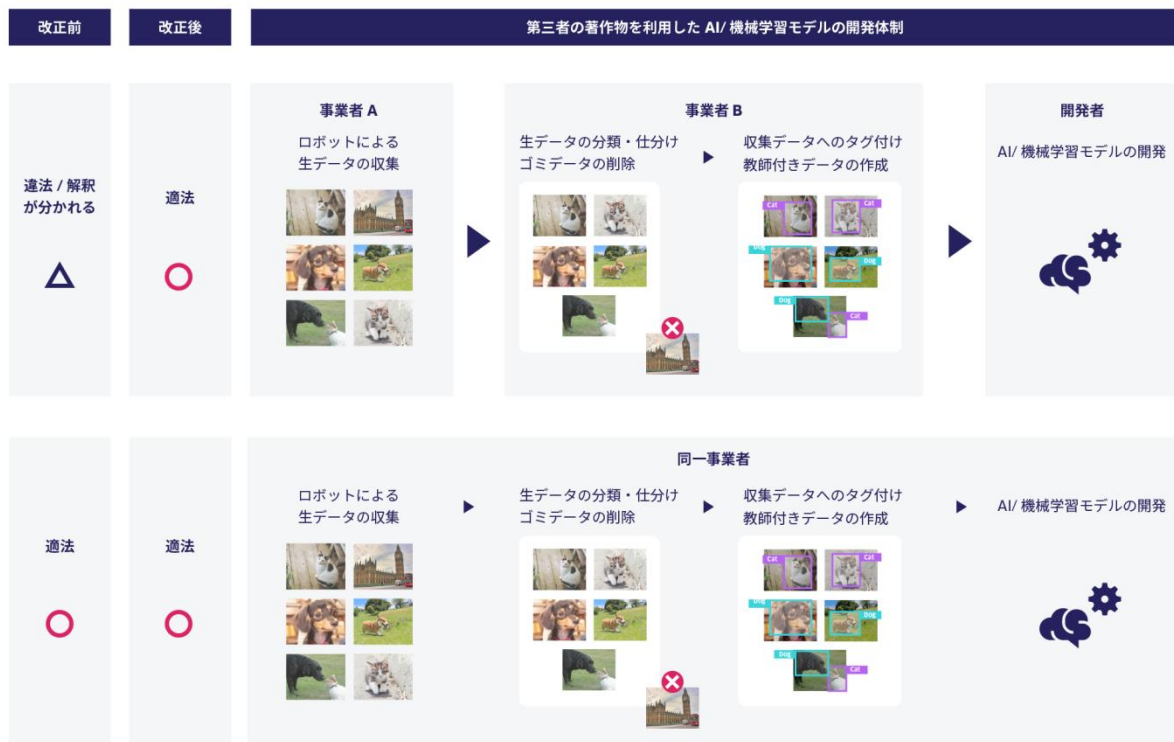 改正前
改正後
第三者の著作物を利用した AI/ 機械学習モデルの開発体制
違法 / 解釈
が分かれる
適法
事業者 A
ロボットによる
生データの収集
事業者 B
生データの分類・仕分け
ゴミデータの削除
収集データへのタグ付け
教師付きデータの作成
Cat
Cat
Dog
Dog
Dog
Cat
開発者
AI/ 機械学習モデルの開発
適法
適法
同一事業者
ロボットによる
生データの収集
生データの分類・仕分け
ゴミデータの削除
収集データへのタグ付け
教師付きデータの作成
Cat
Cat
Dog
Dog
Dog
Cat
AI/ 機械学習モデルの開発